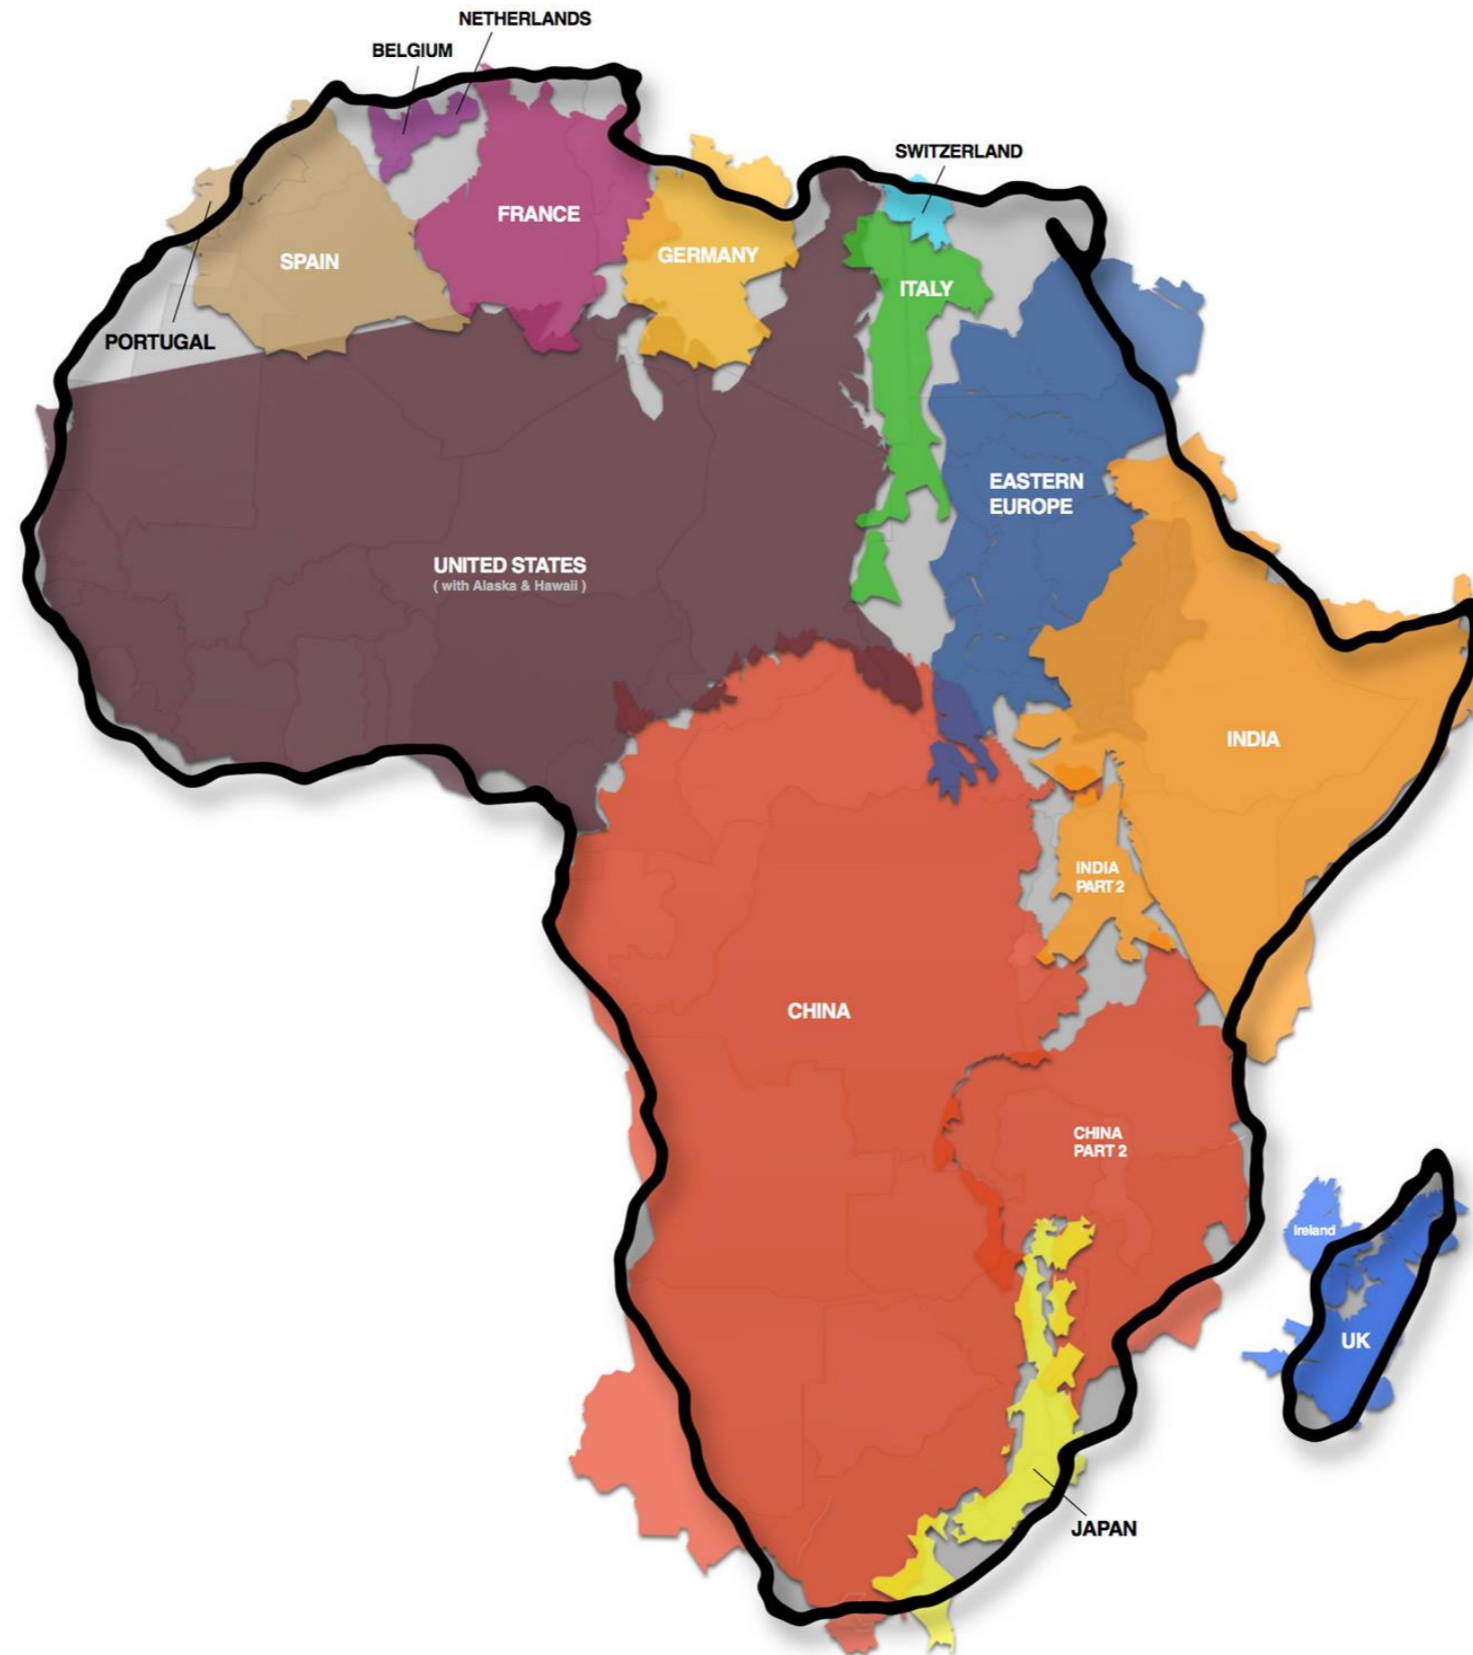 NETHERLANDS
BELGIUM
SWITZERLAND
FRANCE
GERMANY
SPAIN
ITALY
PORTUGAL
EASTERN
EUROPE
UNITED STATES
( with Alaska & Hawaii )
INDIA
INDIA
PART 2
CHINA
CHINA
PART 2
Ireland
UK
JAPAN